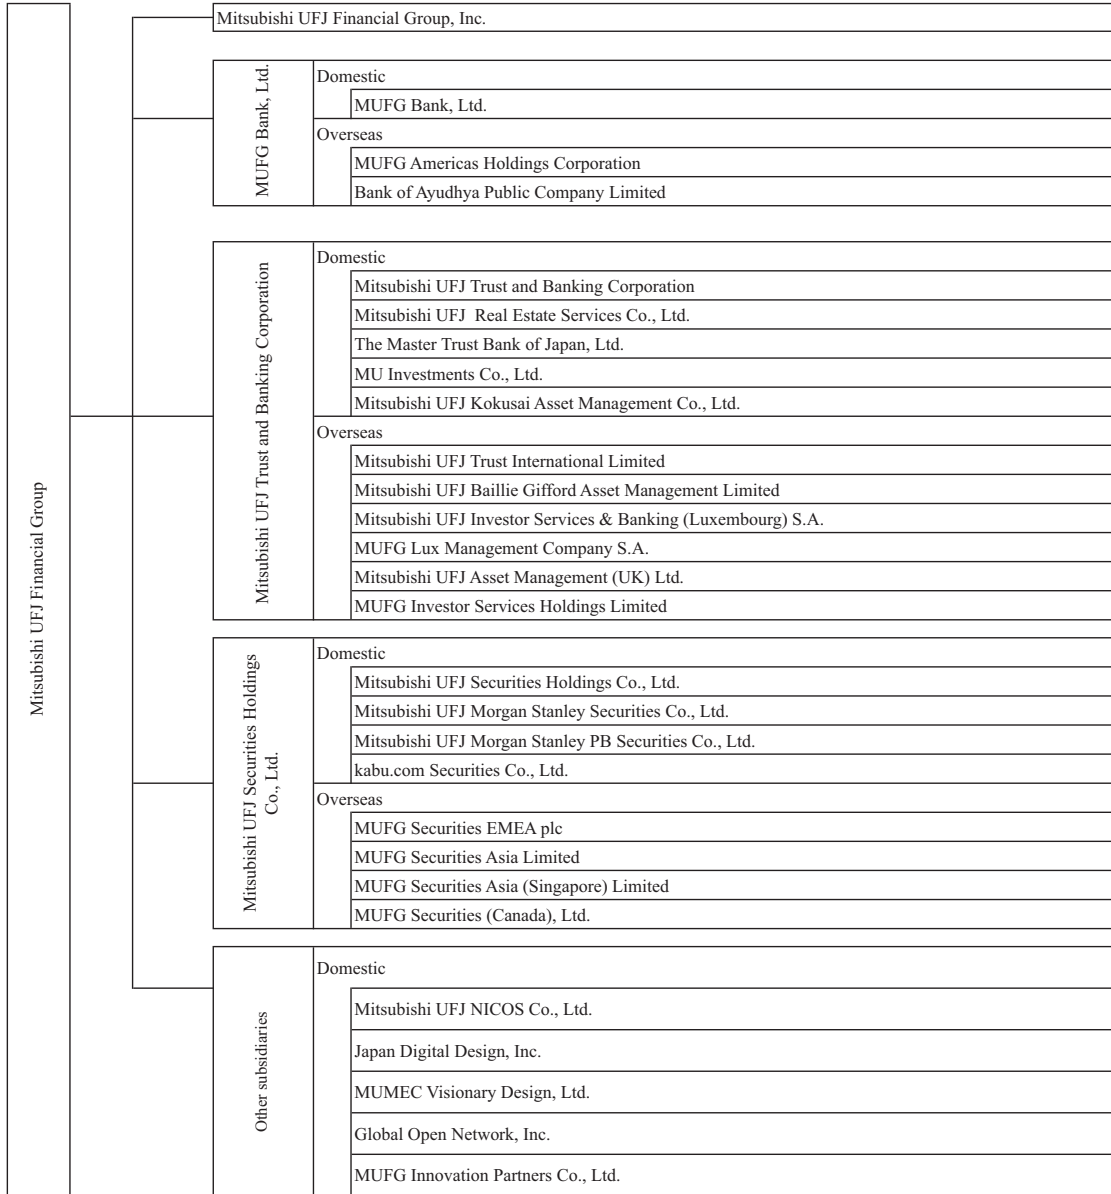 Mitsubishi UFJ Financial Group
Mitsubishi UFJ Financial Group, Inc.
MUFG Bank, Ltd.
Domestic
MUFG Bank, Ltd.
Overseas
MUFG Americas Holdings Corporation
Bank of Ayudhya Public Company Limited
Mitsubishi UFJ Trust and Banking Corporation
Domestic
Mitsubishi UFJ Trust and Banking Corporation
Mitsubishi UFJ Real Estate Services Co., Ltd.
The Master Trust Bank of Japan, Ltd.
MU Investments Co., Ltd.
Mitsubishi UFJ Kokusai Asset Management Co., Ltd.
Overseas
Mitsubishi UFJ Trust International Limited
Mitsubishi UFJ Baillie Gifford Asset Management Limited
Mitsubishi UFJ Investor Services & Banking (Luxembourg) S.A.
MUFG Lux Management Company S.A.
Mitsubishi UFJ Asset Management (UK) Ltd.
MUFG Investor Services Holdings Limited
Mitsubishi UFJ Securities Holdings
Co., Ltd.
Domestic
Mitsubishi UFJ Securities Holdings Co., Ltd.
Mitsubishi UFJ Morgan Stanley Securities Co., Ltd.
Mitsubishi UFJ Morgan Stanley PB Securities Co., Ltd.
kabu.com Securities Co., Ltd.
Overseas
MUFG Securities EMEA plc
MUFG Securities Asia Limited
MUFG Securities Asia (Singapore) Limited
MUFG Securities (Canada), Ltd.
Other subsidiaries
Domestic
Mitsubishi UFJ NICOS Co., Ltd.
Japan Digital Design, Inc.
MUMEC Visionary Design, Ltd.
Global Open Network, Inc.
MUFG Innovation Partners Co., Ltd.